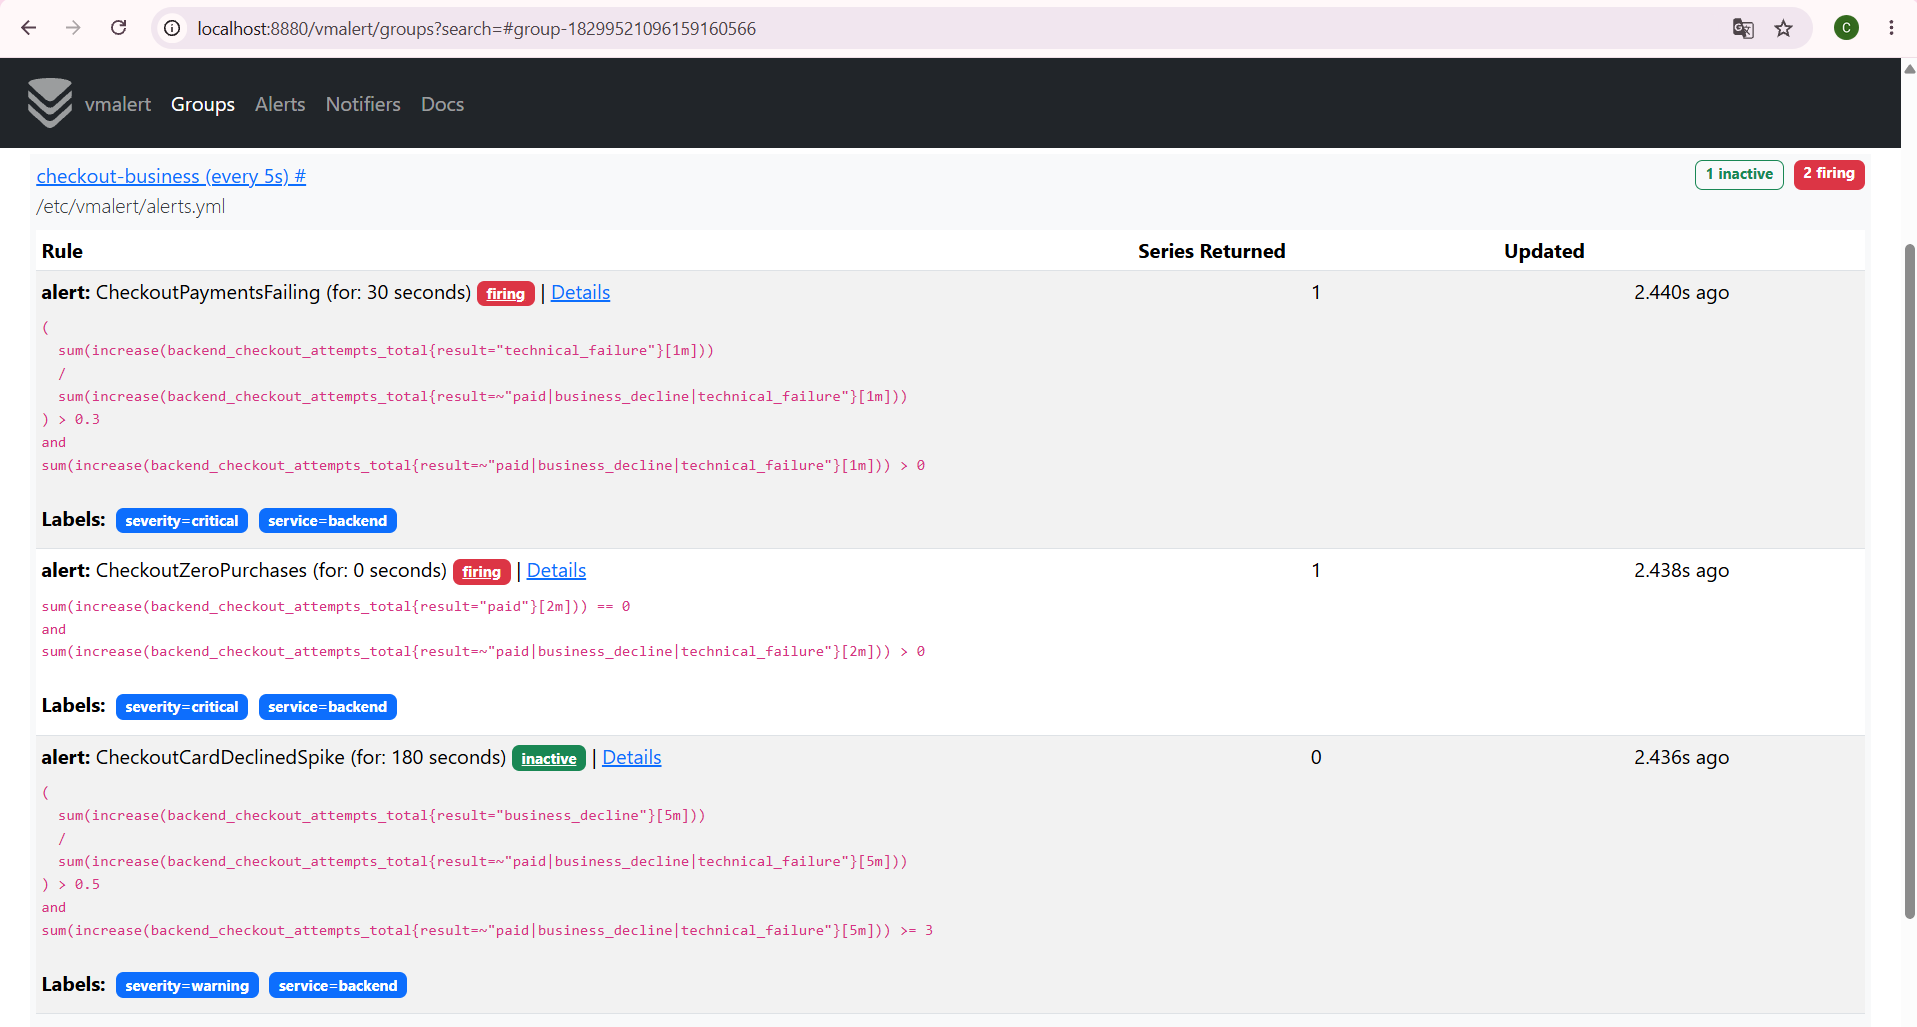 localhost:8880/vmalert/groups?search=#group-18299521096159160566
C
vmalert Groups Alerts Notifiers Docs
checkout-business (every 5s) # 1 inactive 2 firing
/etc/vmalert/alerts.yml
Rule Series Returned Updated
alert: CheckoutPaymentsFailing (for: 30 seconds) firing | Details 1 2.440s ago
(
  sum(increase(backend_checkout_attempts_total{result="technical_failure"}[1m]))
  /
  sum(increase(backend_checkout_attempts_total{result=~"paid|business_decline|technical_failure"}[1m]))
) > 0.3
and
sum(increase(backend_checkout_attempts_total{result=~"paid|business_decline|technical_failure"}[1m])) > 0
Labels: severity=critical service=backend
alert: CheckoutZeroPurchases (for: 0 seconds) firing | Details 1 2.438s ago
sum(increase(backend_checkout_attempts_total{result="paid"}[2m])) == 0
and
sum(increase(backend_checkout_attempts_total{result=~"paid|business_decline|technical_failure"}[2m])) > 0
Labels: severity=critical service=backend
alert: CheckoutCardDeclinedSpike (for: 180 seconds) inactive | Details 0 2.436s ago
(
  sum(increase(backend_checkout_attempts_total{result="business_decline"}[5m]))
  /
  sum(increase(backend_checkout_attempts_total{result=~"paid|business_decline|technical_failure"}[5m]))
) > 0.5
and
sum(increase(backend_checkout_attempts_total{result=~"paid|business_decline|technical_failure"}[5m])) >= 3
Labels: severity=warning service=backend